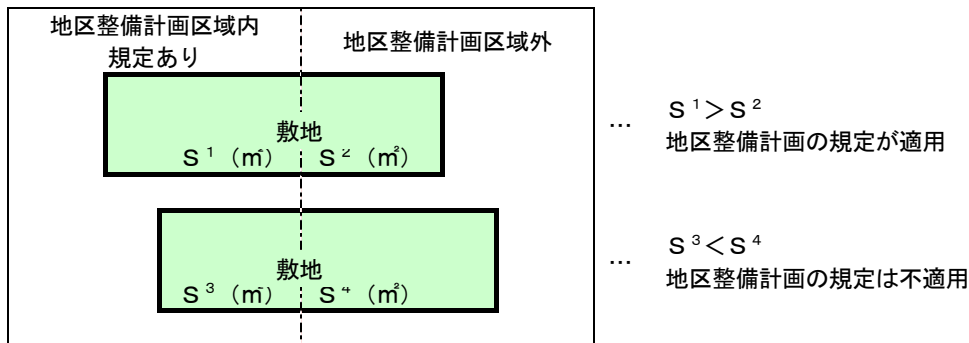 地区整備計画区域内
規定あり
地区整備計画区域外
敷地
S¹（㎡） S²（㎡）
… S¹＞S²
地区整備計画の規定が適用
敷地
S³（㎡） S⁴（㎡）
… S³＜S⁴
地区整備計画の規定は不適用